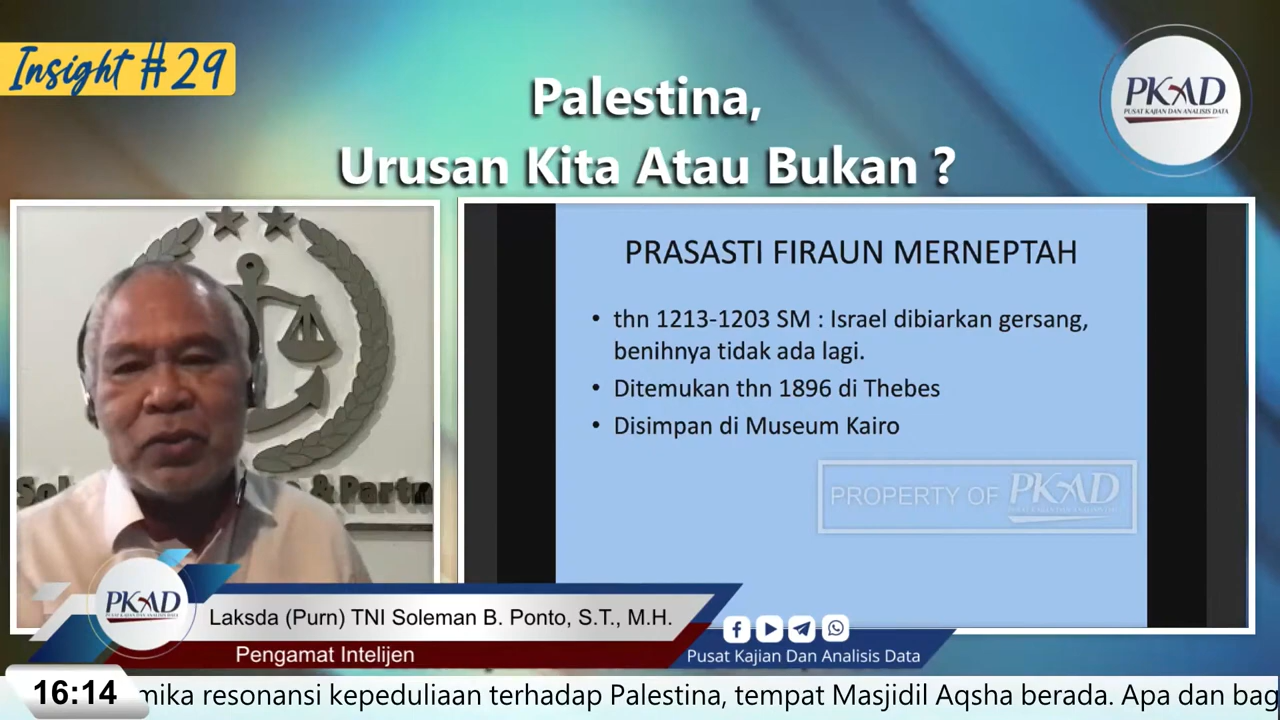 Insight #29
Palestina,
Urusan Kita Atau Bukan ?
PKAD
PUSAT KAJIAN DAN ANALISIS DATA
PRASASTI FIRAUN MERNEPTAH
• thn 1213-1203 SM : Israel dibiarkan gersang,
benihnya tidak ada lagi.
• Ditemukan thn 1896 di Thebes
• Disimpan di Museum Kairo
PROPERTY OF PKAD
& Partn
PKAD
Laksda (Purn) TNI Soleman B. Ponto, S.T., M.H.
Pengamat Intelijen
Pusat Kajian Dan Analisis Data
16:14
mika resonansi kepeduliaan terhadap Palestina, tempat Masjidil Aqsha berada. Apa dan bag